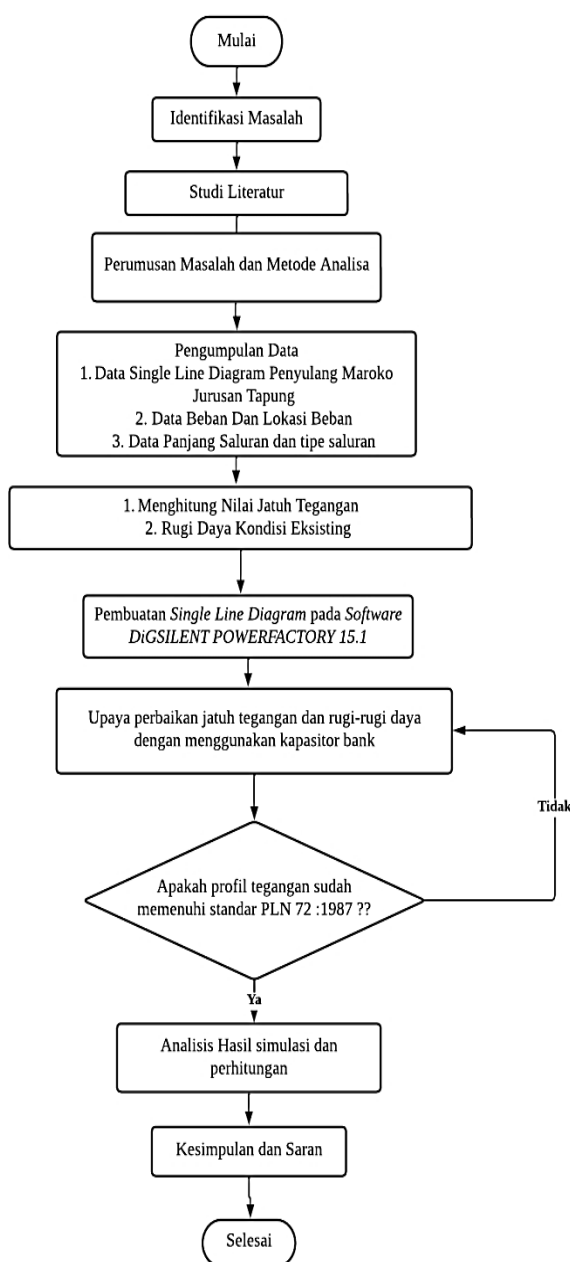 Mulai
Identifikasi Masalah
Studi Literatur
Perumusan Masalah dan Metode Analisa
Pengumpulan Data
1. Data Single Line Diagram Penyulang Maroko
Jurusan Tapung
2. Data Beban Dan Lokasi Beban
3. Data Panjang Saluran dan tipe saluran
1. Menghitung Nilai Jatuh Tegangan
2. Rugi Daya Kondisi Eksisting
Pembuatan Single Line Diagram pada Software
DiGSILENT POWERFACTORY 15.1
Upaya perbaikan jatuh tegangan dan rugi-rugi daya
dengan menggunakan kapasitor bank
Tidak
Apakah profil tegangan sudah
memenuhi standar PLN 72 :1987 ??
Ya
Analisis Hasil simulasi dan
perhitungan
Kesimpulan dan Saran
Selesai